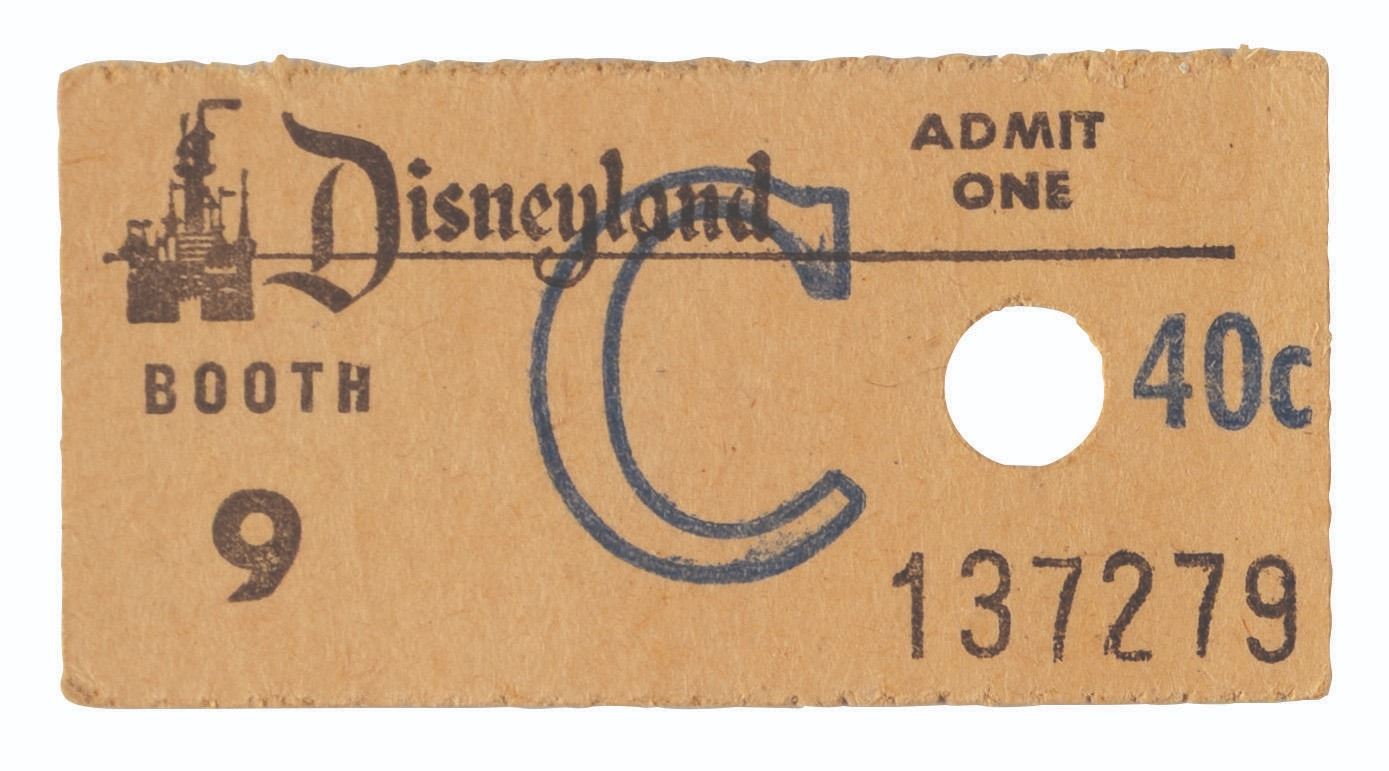 Disneyland
ADMIT
ONE
C
BOOTH
40c
9
137279